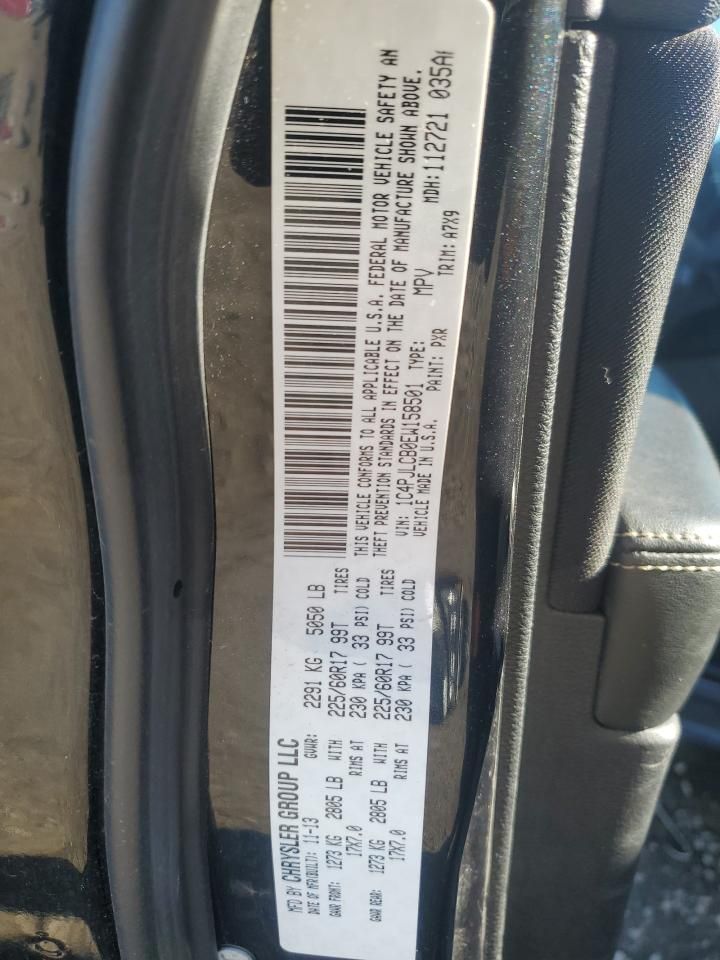 MFD BY CHRYSLER GROUP LLC
DATE OF MFR(BUILT): 11-13 GVWR: 2291 KG 5050 LB
GAWR FRONT: 1273 KG 2805 LB WITH 225/60R17 99T TIRES
17X7.0 RIMS AT 230 KPA ( 33 PSI) COLD
GAWR REAR: 1273 KG 2805 LB WITH 225/60R17 99T TIRES
17X7.0 RIMS AT 230 KPA ( 33 PSI) COLD
THIS VEHICLE CONFORMS TO ALL APPLICABLE U.S.A. FEDERAL MOTOR VEHICLE SAFETY AN
THEFT PREVENTION STANDARDS IN EFFECT ON THE DATE OF MANUFACTURE SHOWN ABOVE.
VIN: 1C4PJLCB0EW158501 TYPE: MPV MDH:112721 035A
VEHICLE MADE IN U.S.A. PAINT: PXR TRIM: A7X9